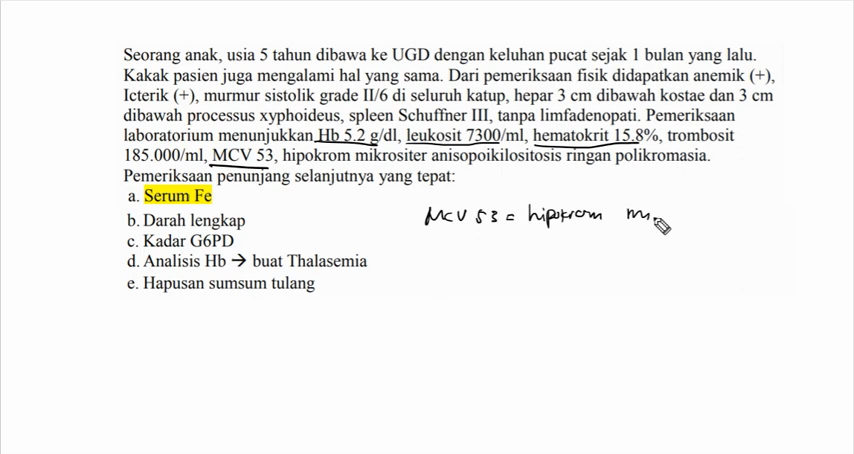 Seorang anak, usia 5 tahun dibawa ke UGD dengan keluhan pucat sejak 1 bulan yang lalu.
Kakak pasien juga mengalami hal yang sama. Dari pemeriksaan fisik didapatkan anemik (+),
Icterik (+), murmur sistolik grade II/6 di seluruh katup, hepar 3 cm dibawah kostae dan 3 cm
dibawah processus xyphoideus, spleen Schuffner III, tanpa limfadenopati. Pemeriksaan
laboratorium menunjukkan Hb 5.2 g/dl, leukosit 7300/ml, hematokrit 15.8%, trombosit
185.000/ml, MCV 53, hipokrom mikrositer anisopoikilositosis ringan polikromasia.
Pemeriksaan penunjang selanjutnya yang tepat:
a. Serum Fe
b. Darah lengkap
c. Kadar G6PD
d. Analisis Hb → buat Thalasemia
e. Hapusan sumsum tulang
MCV 53 = hipokrom